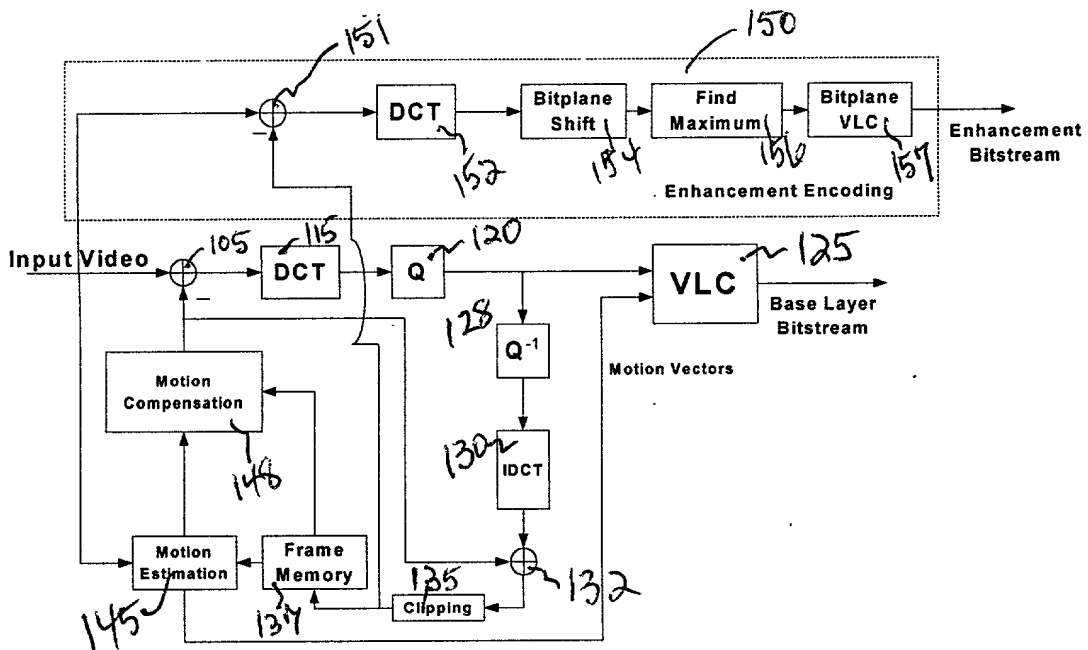 151
150
DCT
152
Bitplane
Shift
154
Find
Maximum
156
Bitplane
VLC
157
Enhancement
Bitstream
Enhancement Encoding
Input Video
105
115
DCT
120
Q
VLC
125
Base Layer
Bitstream
128
Q-1
Motion Vectors
Motion
Compensation
148
130
IDCT
Motion
Estimation
145
Frame
Memory
137
135
Clipping
132